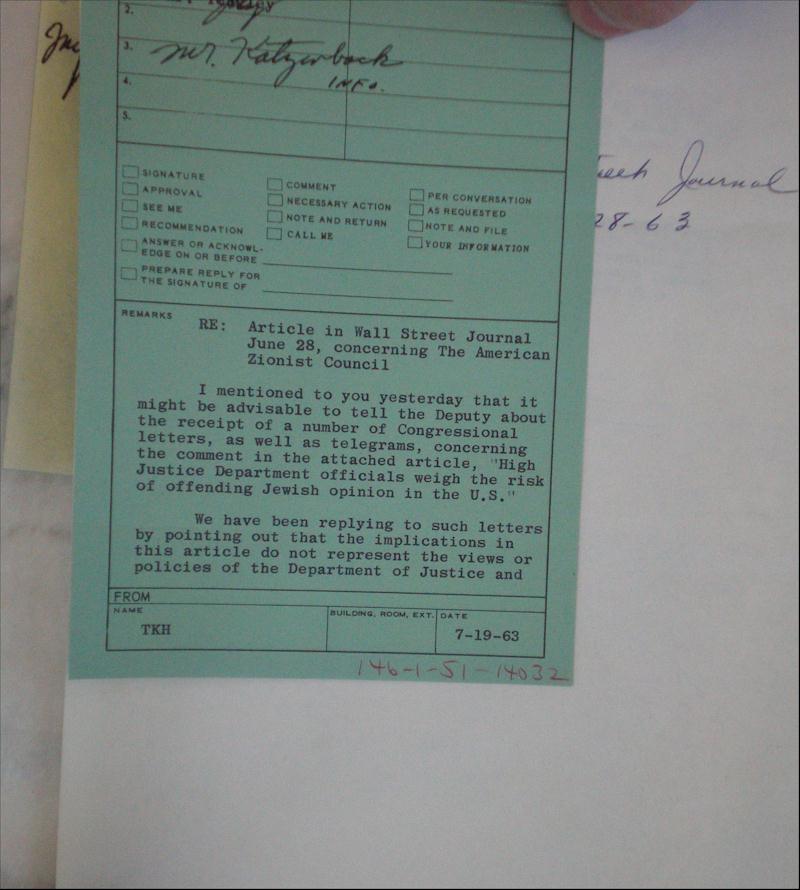 2.
3. Mr. Katzenback
INFO.
4.
5.
SIGNATURE
APPROVAL
SEE ME
RECOMMENDATION
ANSWER OR ACKNOWL-
EDGE ON OR BEFORE
PREPARE REPLY FOR
THE SIGNATURE OF
COMMENT
NECESSARY ACTION
NOTE AND RETURN
CALL ME
PER CONVERSATION
AS REQUESTED
NOTE AND FILE
YOUR INFORMATION
REMARKS
RE: Article in Wall Street Journal
June 28, concerning The American
Zionist Council
I mentioned to you yesterday that it
might be advisable to tell the Deputy about
the receipt of a number of Congressional
letters, as well as telegrams, concerning
the comment in the attached article, "High
Justice Department officials weigh the risk
of offending Jewish opinion in the U.S."
We have been replying to such letters
by pointing out that the implications in
this article do not represent the views or
policies of the Department of Justice and
FROM
NAME BUILDING, ROOM, EXT. DATE
TKH 7-19-63
146-1-51-14032
Journal
28-63